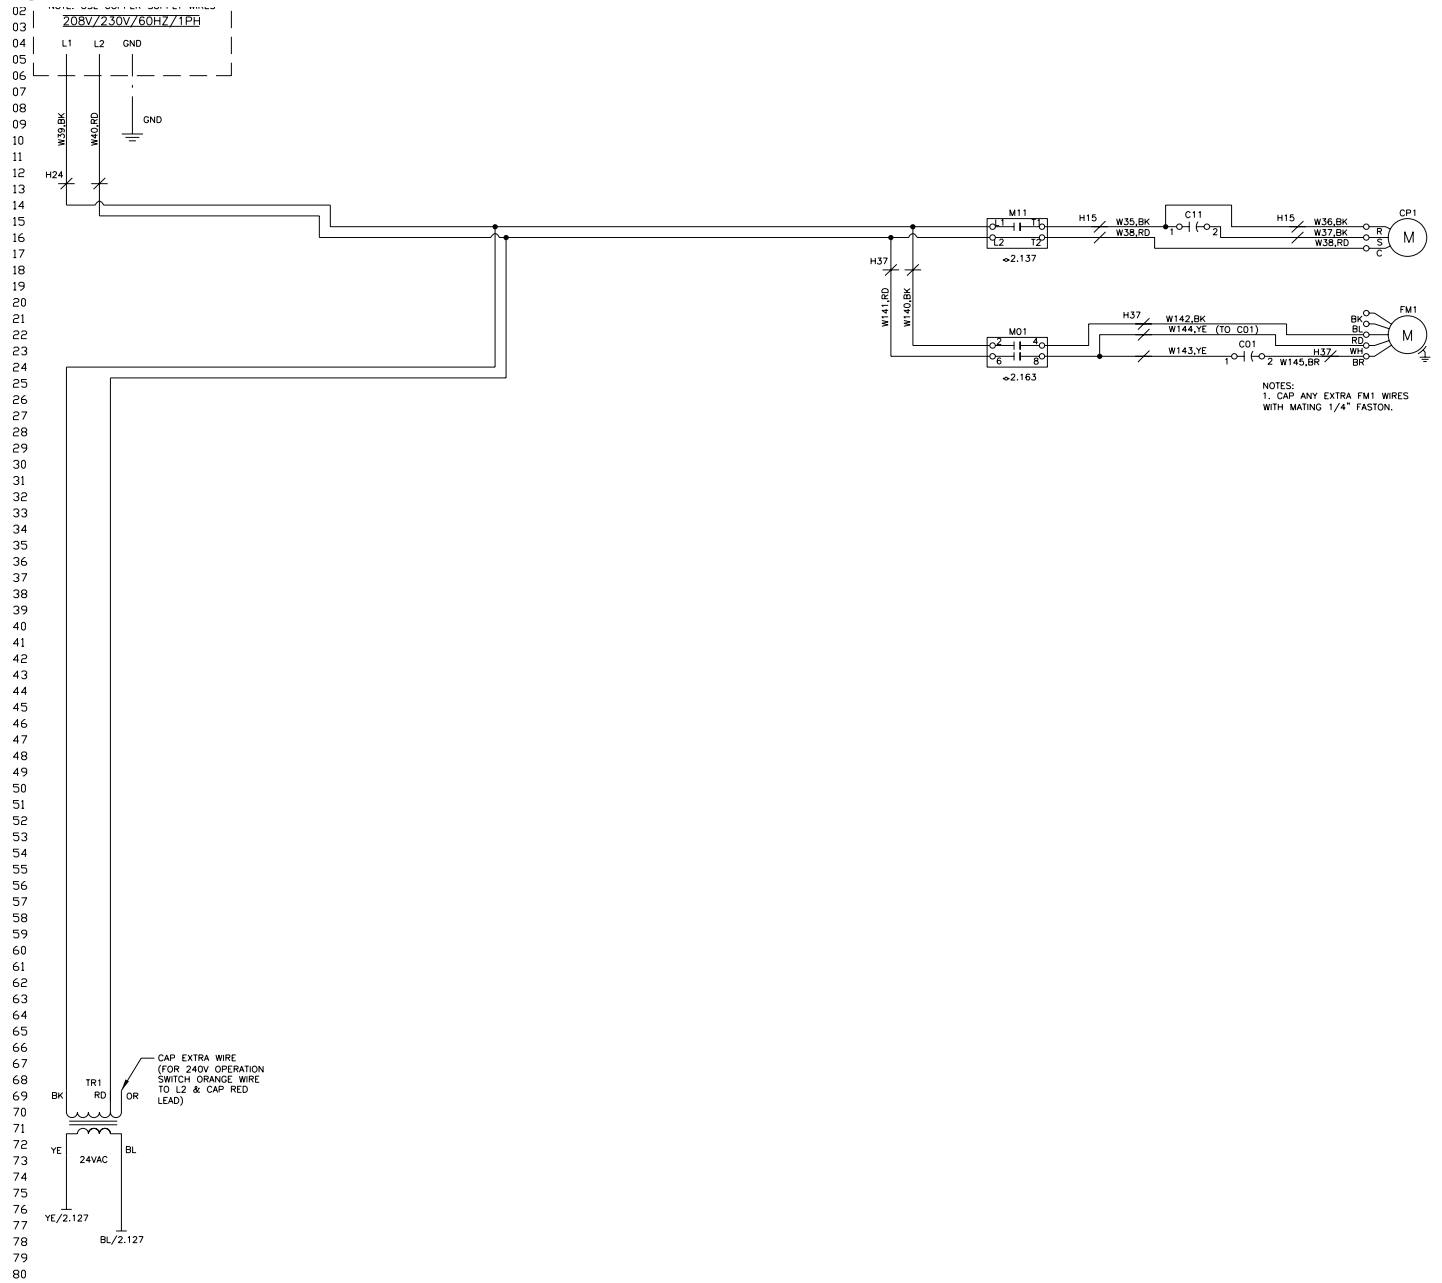 02
NOTE: USE COPPER SUPPLY WIRES
03
208V/230V/60HZ/1PH
04
L1 L2 GND
05
06
07
08
09
GND
W39,BK
W40,RD
10
11
12
H24
13
14
15
M11
L1 T1
H15
W35,BK
C11
1 2
H15
W36,BK
CP1
16
L2 T2
W38,RD
W37,BK
R
M
W38,RD
S
C
17
⬄2.137
18
H37
19
20
W141,RD
W140,BK
21
H37
W142,BK
BK
FM1
22
M01
W144,YE (TO C01)
BL
M
23
2 4
W143,YE
C01
RD
H37
WH
24
6 8
1 2
W145,BR
BR
25
⬄2.163
26
NOTES:
1. CAP ANY EXTRA FM1 WIRES
WITH MATING 1/4" FASTON.
27
28
29
30
31
32
33
34
35
36
37
38
39
40
41
42
43
44
45
46
47
48
49
50
51
52
53
54
55
56
57
58
59
60
61
62
63
64
65
66
67
CAP EXTRA WIRE
(FOR 240V OPERATION
SWITCH ORANGE WIRE
TO L2 & CAP RED
LEAD)
68
TR1
69
BK RD OR
70
71
72
YE BL
73
24VAC
74
75
76
YE/2.127
77
78
BL/2.127
79
80